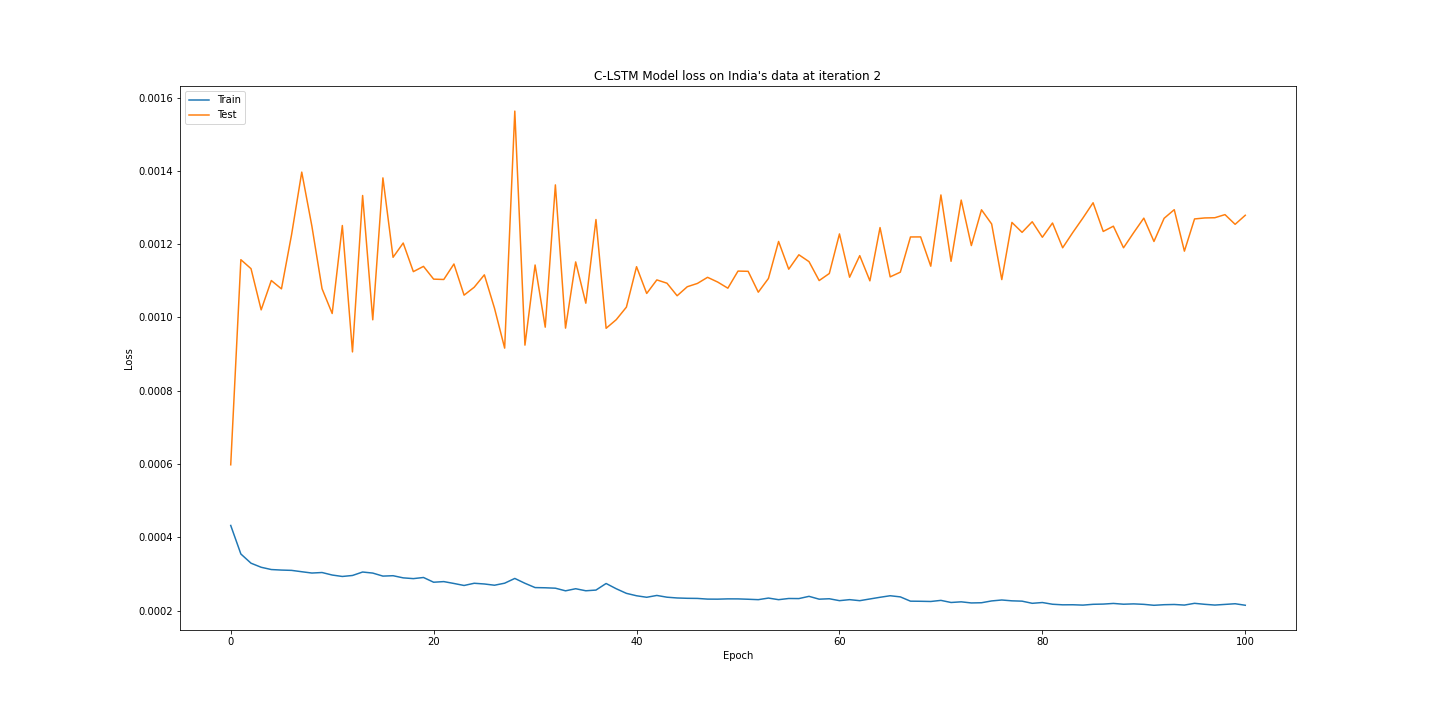 C-LSTM Model loss on India's data at iteration 2
Train
Test
0.0016
0.0014
0.0012
0.0010
0.0008
0.0006
0.0004
0.0002
Loss
0 20 40 60 80 100
Epoch